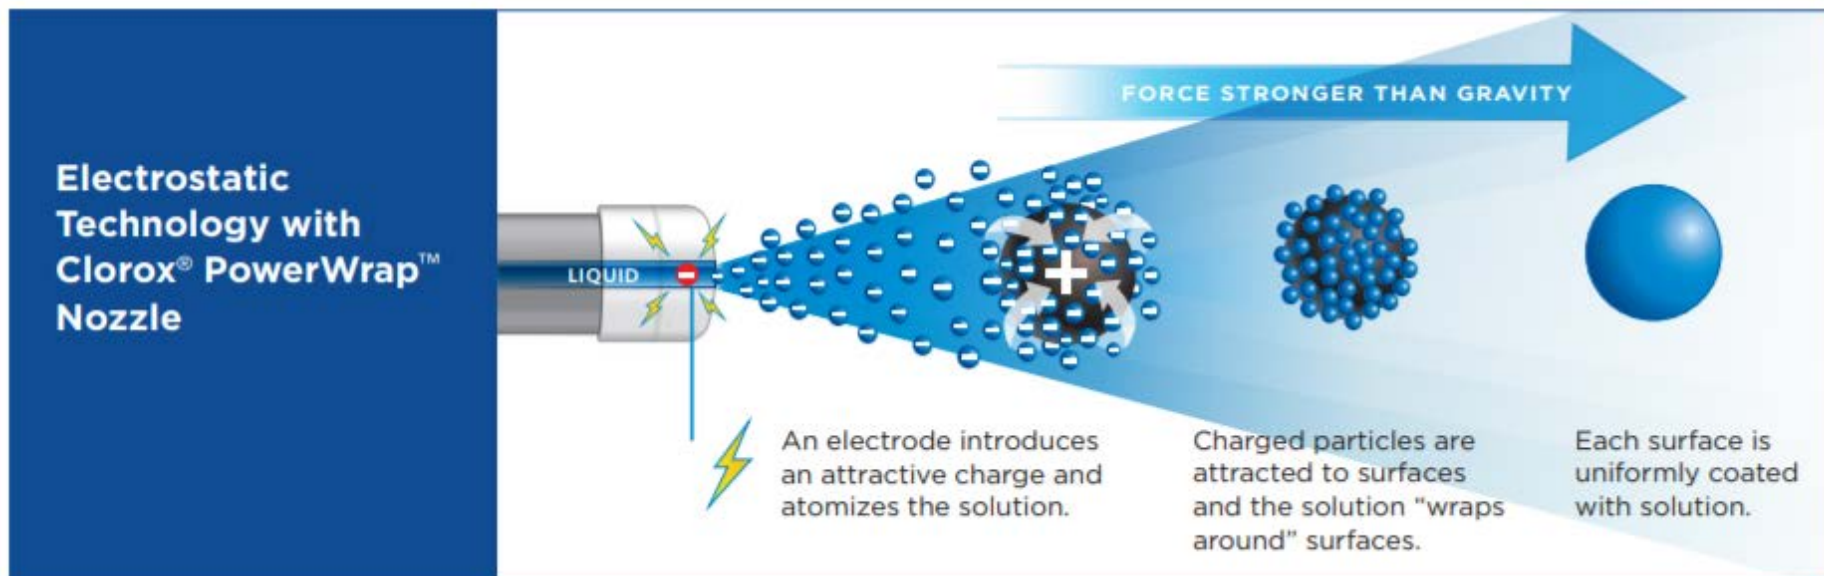 Electrostatic
Technology with
Clorox® PowerWrap™
Nozzle
FORCE STRONGER THAN GRAVITY
LIQUID
An electrode introduces
an attractive charge and
atomizes the solution.
Charged particles are
attracted to surfaces
and the solution “wraps
around” surfaces.
Each surface is
uniformly coated
with solution.